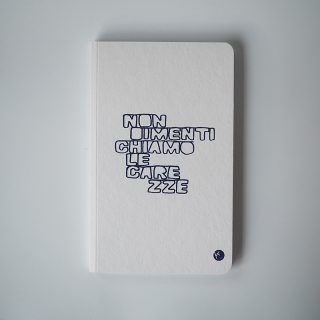 NON
DIMENTI
CHIAMO
LE
CARE
ZZE